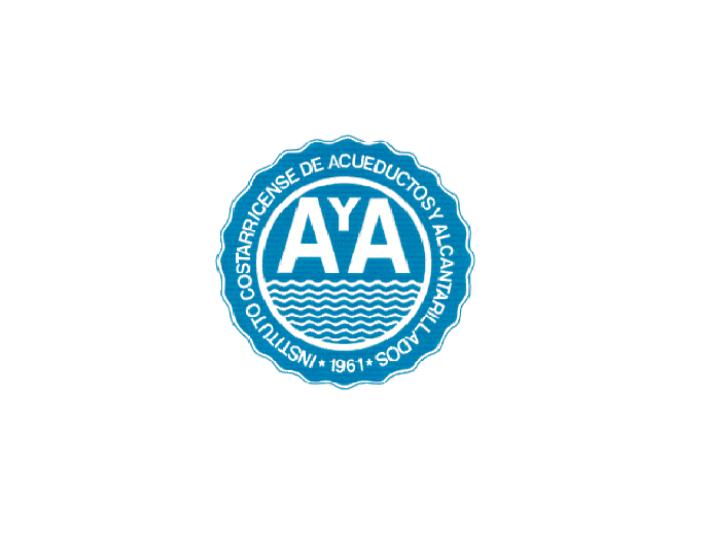 INSTITUTO COSTARRICENSE DE ACUEDUCTOS Y ALCANTARILLADOS
AYA
* 1961 *